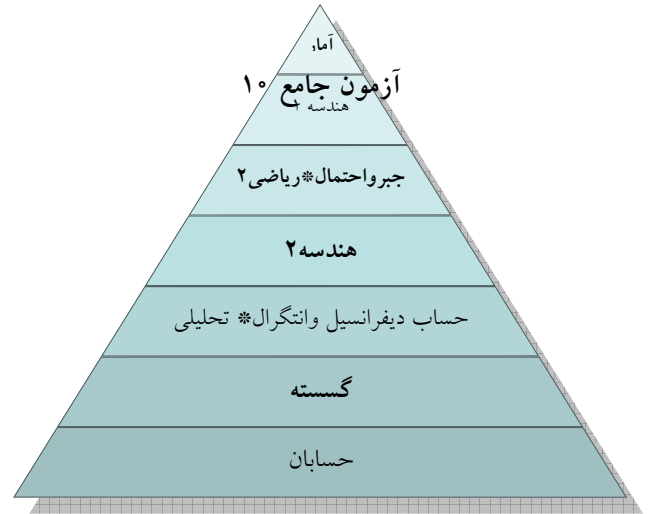 آمار
آزمون جامع ۱۰
هندسه ۱
جبرواحتمال*ریاضی۲
هندسه۲
حساب دیفرانسیل وانتگرال* تحلیلی
گسسته
حسابان